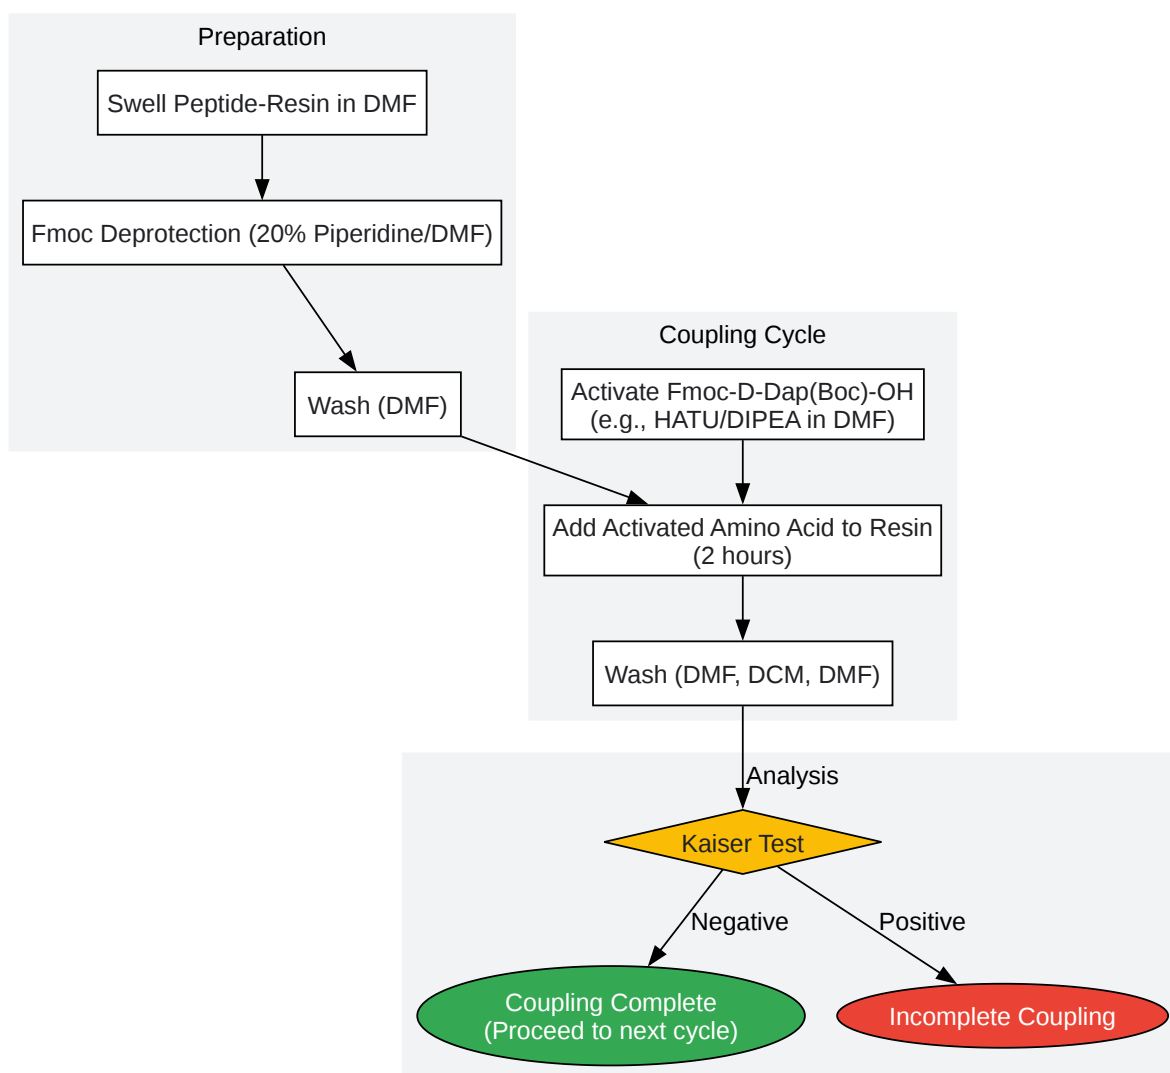 Preparation
Swell Peptide-Resin in DMF
Fmoc Deprotection (20% Piperidine/DMF)
Wash (DMF)
Coupling Cycle
Activate Fmoc-D-Dap(Boc)-OH
(e.g., HATU/DIPEA in DMF)
Add Activated Amino Acid to Resin
(2 hours)
Wash (DMF, DCM, DMF)
Analysis
Kaiser Test
Negative
Positive
Coupling Complete
(Proceed to next cycle)
Incomplete Coupling